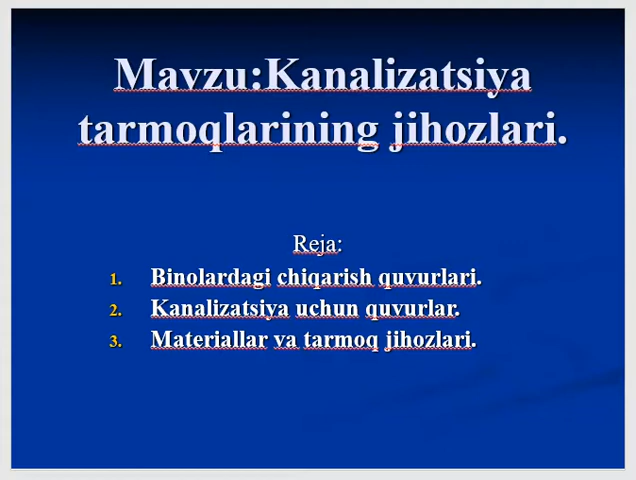 Mavzu:Kanalizatsiya
tarmoqlarining jihozlari.
Reja:
1. Binolardagi chiqarish quvurlari.
2. Kanalizatsiya uchun quvurlar.
3. Materiallar va tarmoq jihozlari.